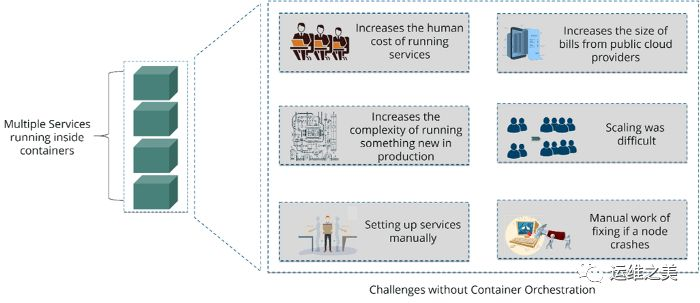 Multiple Services
running inside
containers
Increases the human
cost of running
services
Increases the size of
bills from public cloud
providers
Increases the
complexity of running
something new in
production
Scaling was
difficult
Setting up services
manually
Manual work of
fixing if a node
crashes
运维之美
Challenges without Container Orchestration